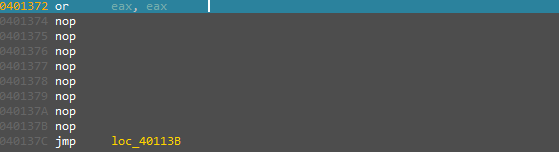 0401372 or eax, eax
0401374 nop
0401375 nop
0401376 nop
0401377 nop
0401378 nop
0401379 nop
040137A nop
040137B nop
040137C jmp loc_40113B